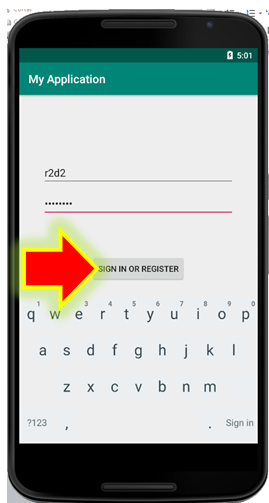 5:01
My Application
r2d2
••••••••
SIGN IN OR REGISTER
1 2 3 4 5 6 7 8 9 0
q w e r t y u i o p
a s d f g h j k l
z x c v b n m
?123 , . Sign in